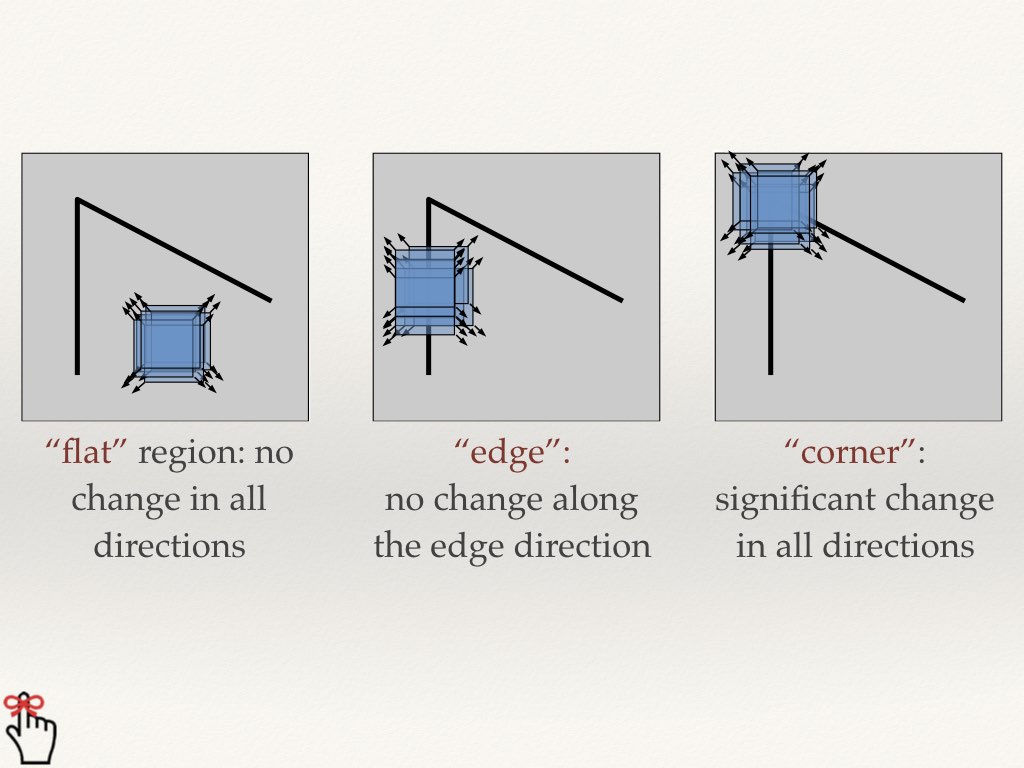 “flat” region: no
change in all
directions
“edge”:
no change along
the edge direction
“corner”:
significant change
in all directions